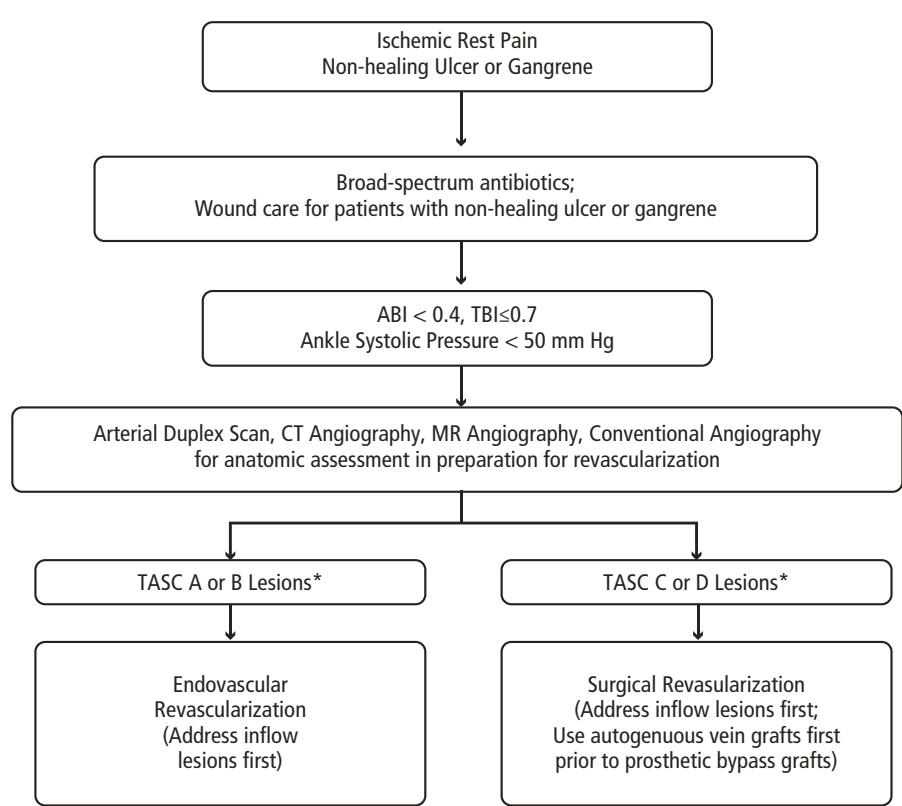 Ischemic Rest Pain
Non-healing Ulcer or Gangrene
Broad-spectrum antibiotics;
Wound care for patients with non-healing ulcer or gangrene
ABI < 0.4, TBI≤0.7
Ankle Systolic Pressure < 50 mm Hg
Arterial Duplex Scan, CT Angiography, MR Angiography, Conventional Angiography
for anatomic assessment in preparation for revascularization
TASC A or B Lesions*
TASC C or D Lesions*
Endovascular
Revascularization
(Address inflow
lesions first)
Surgical Revasularization
(Address inflow lesions first;
Use autogenuous vein grafts first
prior to prosthetic bypass grafts)